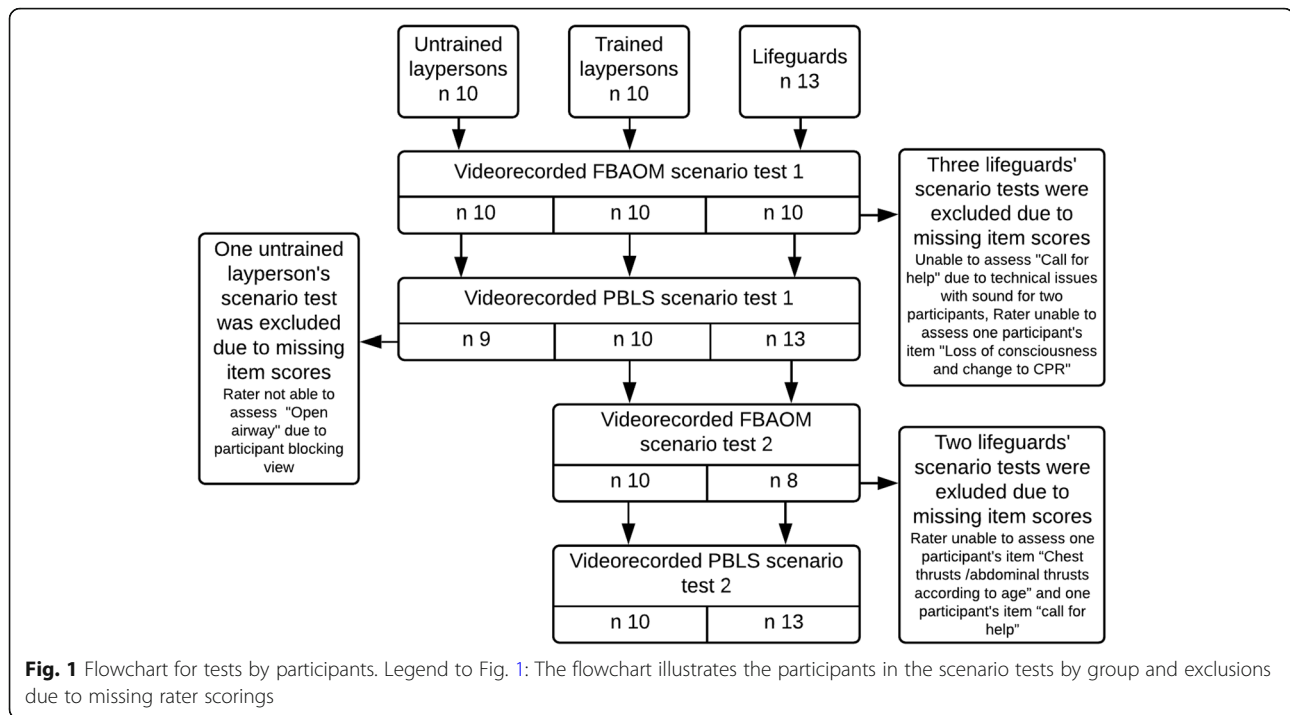 Untrained
laypersons
n 10
Trained
laypersons
n 10
Lifeguards
n 13
Videorecorded FBAOM scenario test 1
n 10
n 10
n 10
Three lifeguards'
scenario tests were
excluded due to
missing item scores
Unable to assess "Call for
help" due to technical issues
with sound for two
participants, Rater unable to
assess one participant's
item "Loss of consciousness
and change to CPR"
One untrained
layperson's
scenario test
was excluded
due to missing
item scores
Rater not able to
assess "Open
airway" due to
participant blocking
view
Videorecorded PBLS scenario test 1
n 9
n 10
n 13
Videorecorded FBAOM
scenario test 2
n 10
n 8
Two lifeguards'
scenario tests were
exluded due to
missing item scores
Rater unable to assess one
participant's item “Chest
thrusts /abdominal thrusts
according to age” and one
participant's item “call for
help”
Videorecorded PBLS scenario
test 2
n 10
n 13
Fig. 1 Flowchart for tests by participants. Legend to Fig. 1: The flowchart illustrates the participants in the scenario tests by group and exclusions
due to missing rater scorings